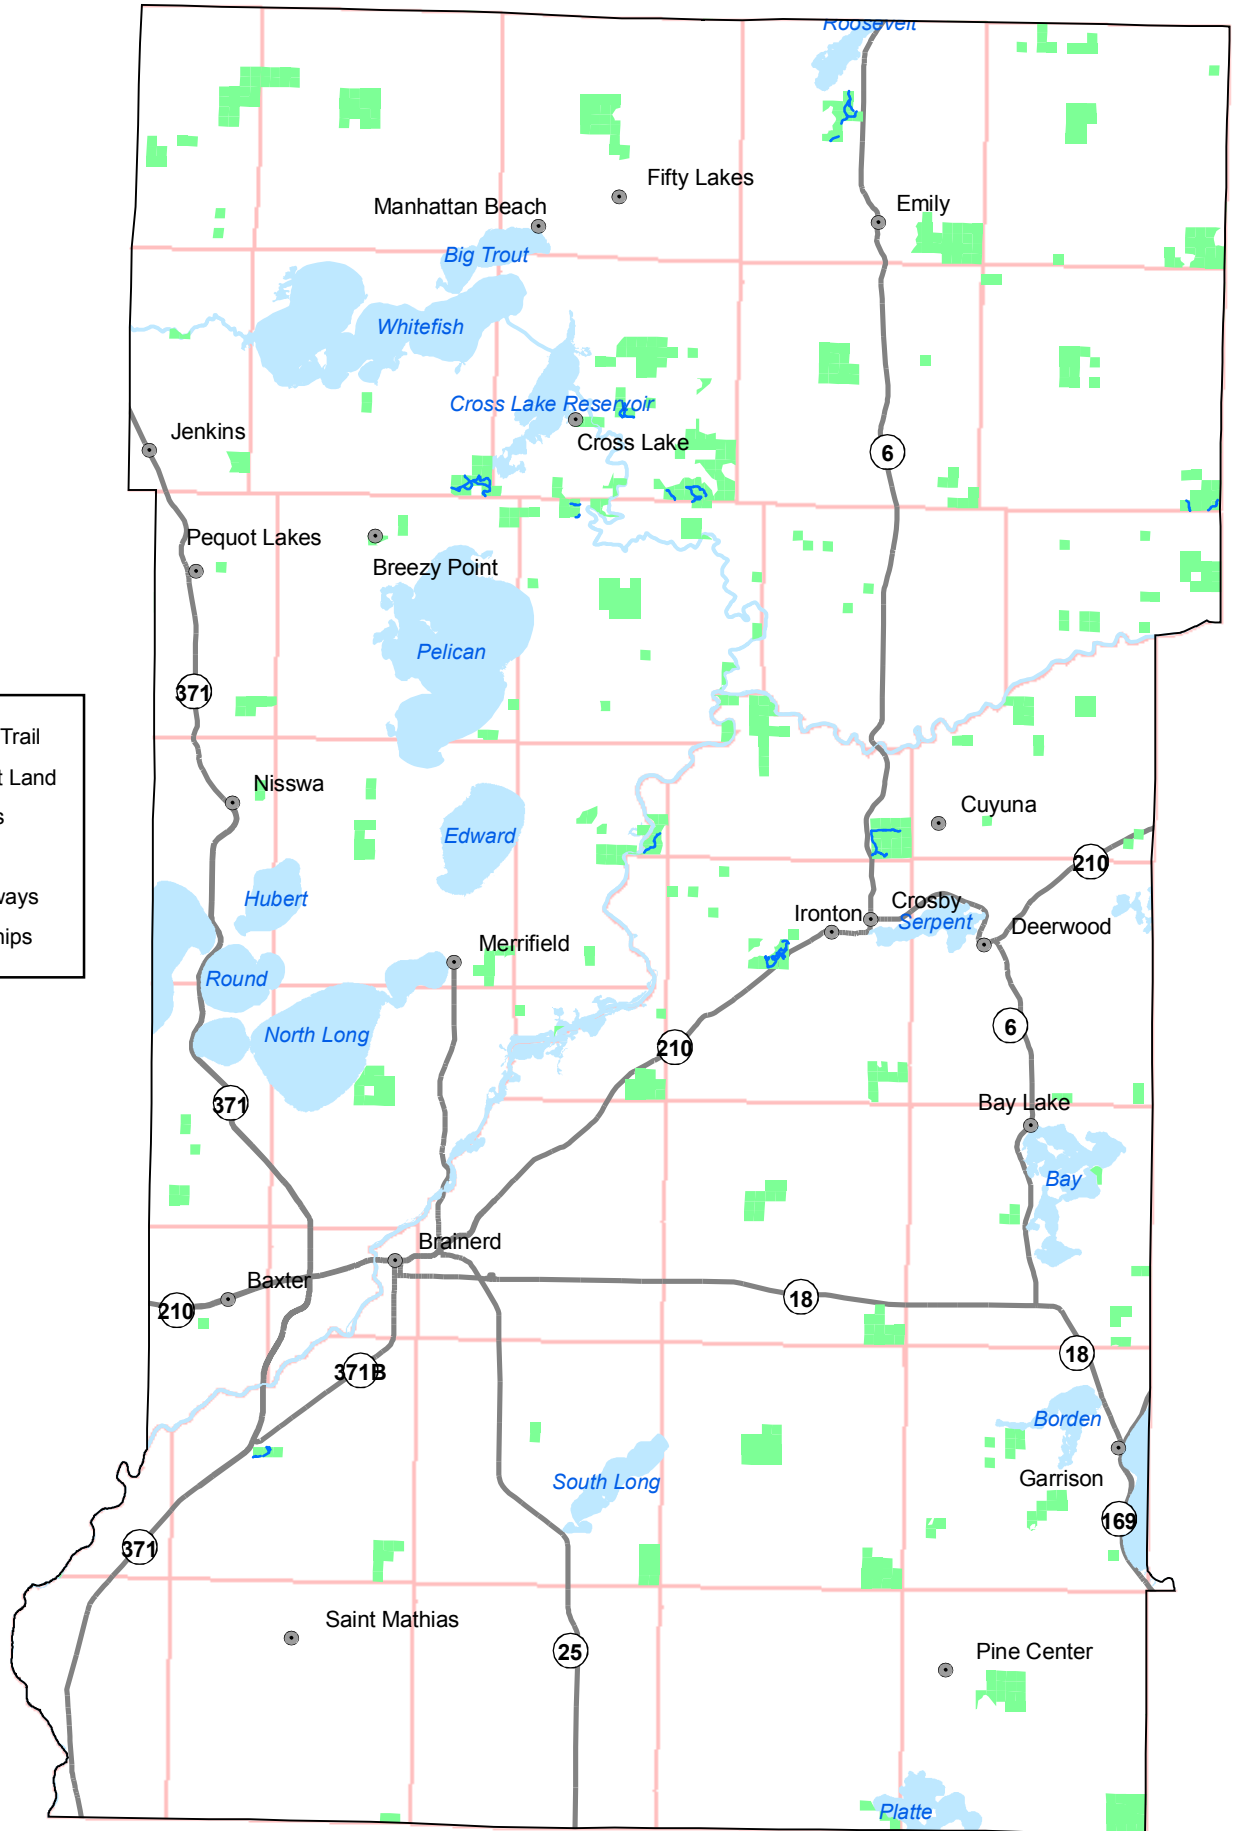 Roosevelt
Fifty Lakes
Manhattan Beach
Emily
Big Trout
Whitefish
Cross Lake Reservoir
Jenkins
Cross Lake
6
Pequot Lakes
Breezy Point
Pelican
371
Trail
t Land
s
ways
hips
Nisswa
Cuyuna
Edward
210
Hubert
Crosby
Ironton
Serpent
Deerwood
Merrifield
Round
North Long
6
210
371
Bay Lake
Bay
Brainerd
Baxter
18
210
18
371B
Borden
South Long
Garrison
169
371
Saint Mathias
25
Pine Center
Platte